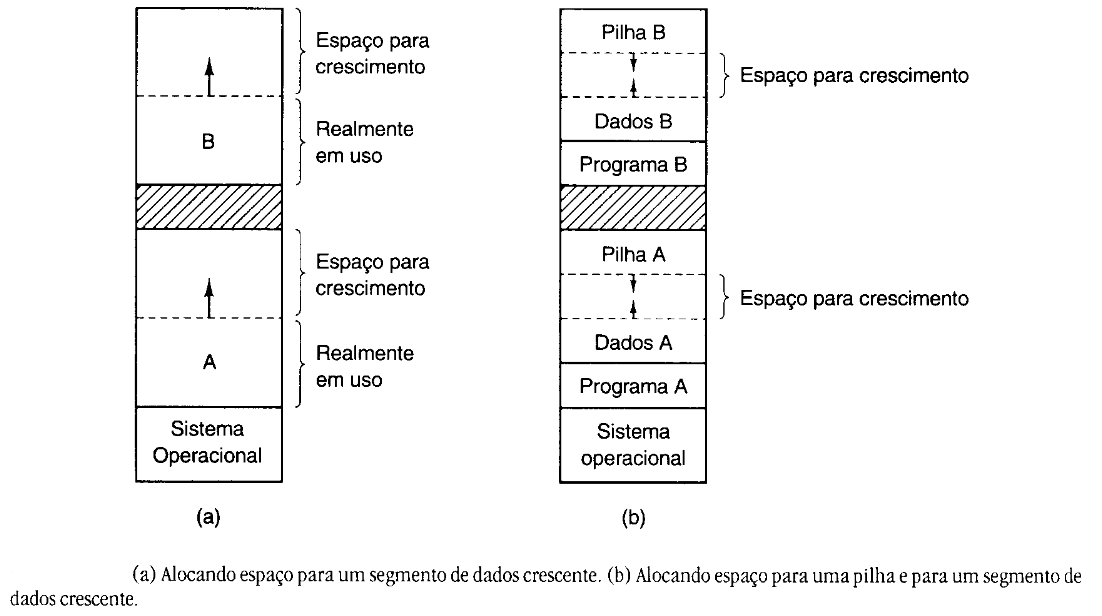 Espaço para
crescimento
B
Realmente
em uso
Espaço para
crescimento
A
Realmente
em uso
Sistema
Operacional
(a)
Pilha B
Espaço para crescimento
Dados B
Programa B
Pilha A
Espaço para crescimento
Dados A
Programa A
Sistema
operacional
(b)
(a) Alocando espaço para um segmento de dados crescente. (b) Alocando espaço para uma pilha e para um segmento de
dados crescente.